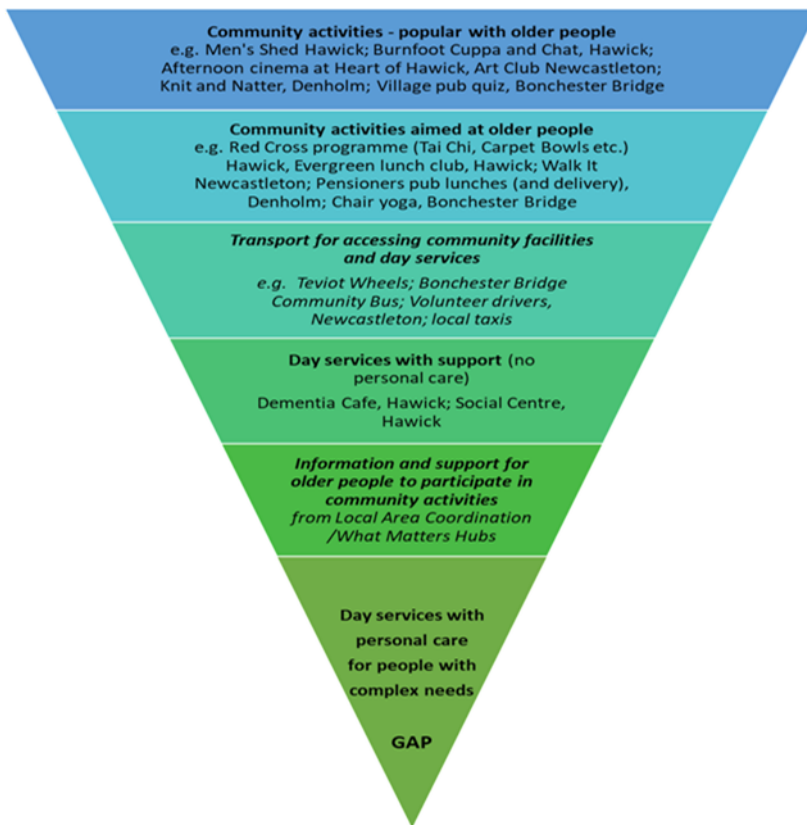 Community activities - popular with older people
e.g. Men's Shed Hawick; Burnfoot Cuppa and Chat, Hawick;
Afternoon cinema at Heart of Hawick, Art Club Newcastleton;
Knit and Natter, Denholm; Village pub quiz, Bonchester Bridge
Community activities aimed at older people
e.g. Red Cross programme (Tai Chi, Carpet Bowls etc.)
Hawick, Evergreen lunch club, Hawick; Walk It
Newcastleton; Pensioners pub lunches (and delivery),
Denholm; Chair yoga, Bonchester Bridge
Transport for accessing community facilities
and day services
e.g. Teviot Wheels; Bonchester Bridge
Community Bus; Volunteer drivers,
Newcastleton; local taxis
Day services with support (no
personal care)
Dementia Cafe, Hawick; Social Centre,
Hawick
Information and support for
older people to participate in
community activities
from Local Area Coordination
/What Matters Hubs
Day services with
personal care
for people with
complex needs
GAP